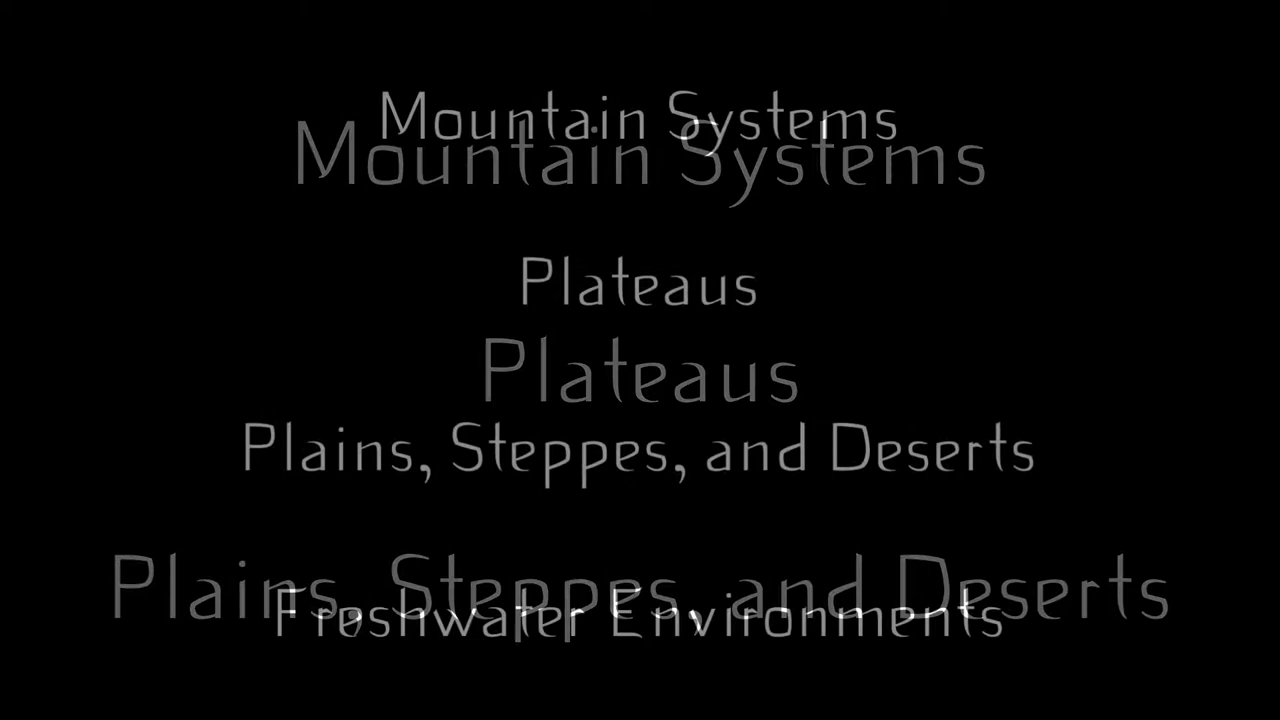 Mountain Systems
Mountain Systems
Plateaus
Plateaus
Plains, Steppes, and Deserts
Plains, Steppes, and Deserts
Freshwater Environments